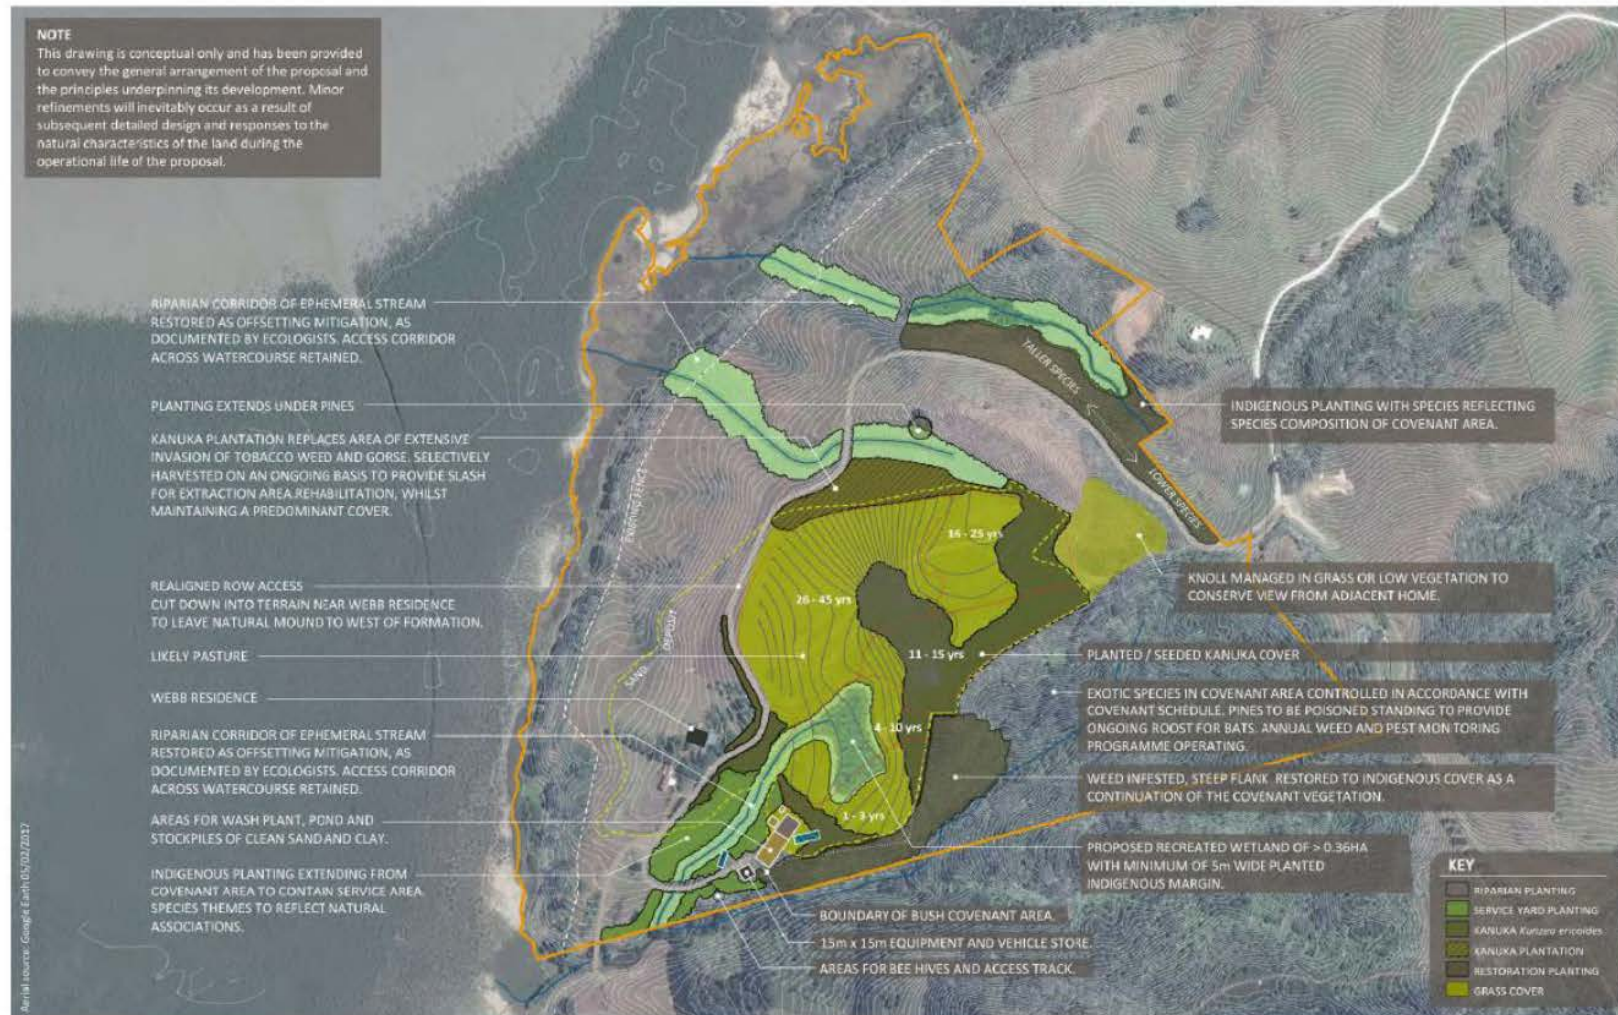 NOTE
This drawing is conceptual only and has been provided
to convey the general arrangement of the proposal and
the principles underpinning its development. Minor
refinements will inevitably occur as a result of
subsequent detailed design and responses to the
natural characteristics of the land during the
operational life of the proposal.
RIPARIAN CORRIDOR OF EPHEMERAL STREAM
RESTORED AS OFFSETTING MITIGATION, AS
DOCUMENTED BY ECOLOGISTS. ACCESS CORRIDOR
ACROSS WATERCOURSE RETAINED.
PLANTING EXTENDS UNDER PINES
KANUKA PLANTATION REPLACES AREA OF EXTENSIVE
INVASION OF TOBACCO WEED AND GORSE. SELECTIVELY
HARVESTED ON AN ONGOING BASIS TO PROVIDE SLASH
FOR EXTRACTION AREA REHABILITATION, WHILST
MAINTAINING A PREDOMINANT COVER.
REALIGNED ROW ACCESS
CUT DOWN INTO TERRAIN NEAR WEBB RESIDENCE
TO LEAVE NATURAL MOUND TO WEST OF FORMATION.
LIKELY PASTURE
WEBB RESIDENCE
RIPARIAN CORRIDOR OF EPHEMERAL STREAM
RESTORED AS OFFSETTING MITIGATION, AS
DOCUMENTED BY ECOLOGISTS. ACCESS CORRIDOR
ACROSS WATERCOURSE RETAINED.
AREAS FOR WASH PLANT, POND AND
STOCKPILES OF CLEAN SAND AND CLAY.
INDIGENOUS PLANTING EXTENDING FROM
COVENANT AREA TO CONTAIN SERVICE AREA.
SPECIES THEMES TO REFLECT NATURAL
ASSOCIATIONS.
Aerial source: Google Earth 05/02/2017
EXISTING FENCE
SAND DEPOSIT
TALLER SPECIES
LOWER SPECIES
16 - 25 yrs
26 - 45 yrs
11 - 15 yrs
4 - 10 yrs
1 - 3 yrs
INDIGENOUS PLANTING WITH SPECIES REFLECTING
SPECIES COMPOSITION OF COVENANT AREA.
KNOLL MANAGED IN GRASS OR LOW VEGETATION TO
CONSERVE VIEW FROM ADJACENT HOME.
PLANTED / SEEDED KANUKA COVER
EXOTIC SPECIES IN COVENANT AREA CONTROLLED IN ACCORDANCE WITH
COVENANT SCHEDULE. PINES TO BE POISONED STANDING TO PROVIDE
ONGOING ROOST FOR BATS. ANNUAL WEED AND PEST MONITORING
PROGRAMME OPERATING.
WEED INFESTED, STEEP FLANK RESTORED TO INDIGENOUS COVER AS A
CONTINUATION OF THE COVENANT VEGETATION.
PROPOSED RECREATED WETLAND OF > 0.36HA
WITH MINIMUM OF 5m WIDE PLANTED
INDIGENOUS MARGIN.
BOUNDARY OF BUSH COVENANT AREA.
15m x 15m EQUIPMENT AND VEHICLE STORE.
AREAS FOR BEE HIVES AND ACCESS TRACK.
KEY
RIPARIAN PLANTING
SERVICE YARD PLANTING
KANUKA Kunzea ericoides
KANUKA PLANTATION
RESTORATION PLANTING
GRASS COVER